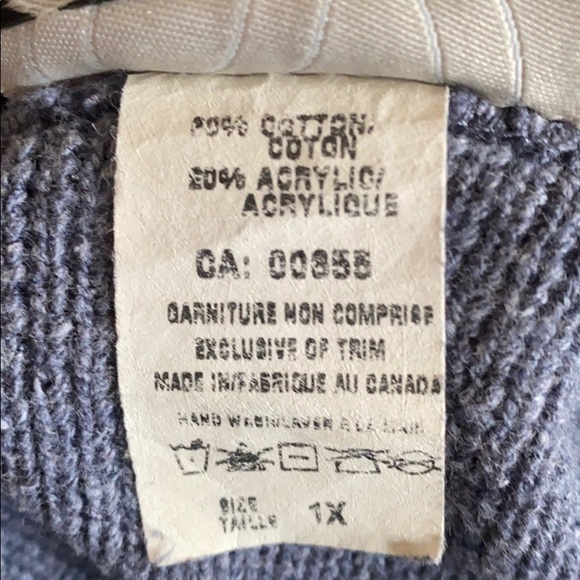 80% COTTON/
COTON
20% ACRYLIC/
ACRYLIQUE
CA: 00855
GARNITURE NON COMPRISE
EXCLUSIVE OF TRIM
MADE IN/FABRIQUE AU CANADA
HAND WASH/LAVER A LA MAIN
SIZE
TAILLE 1X